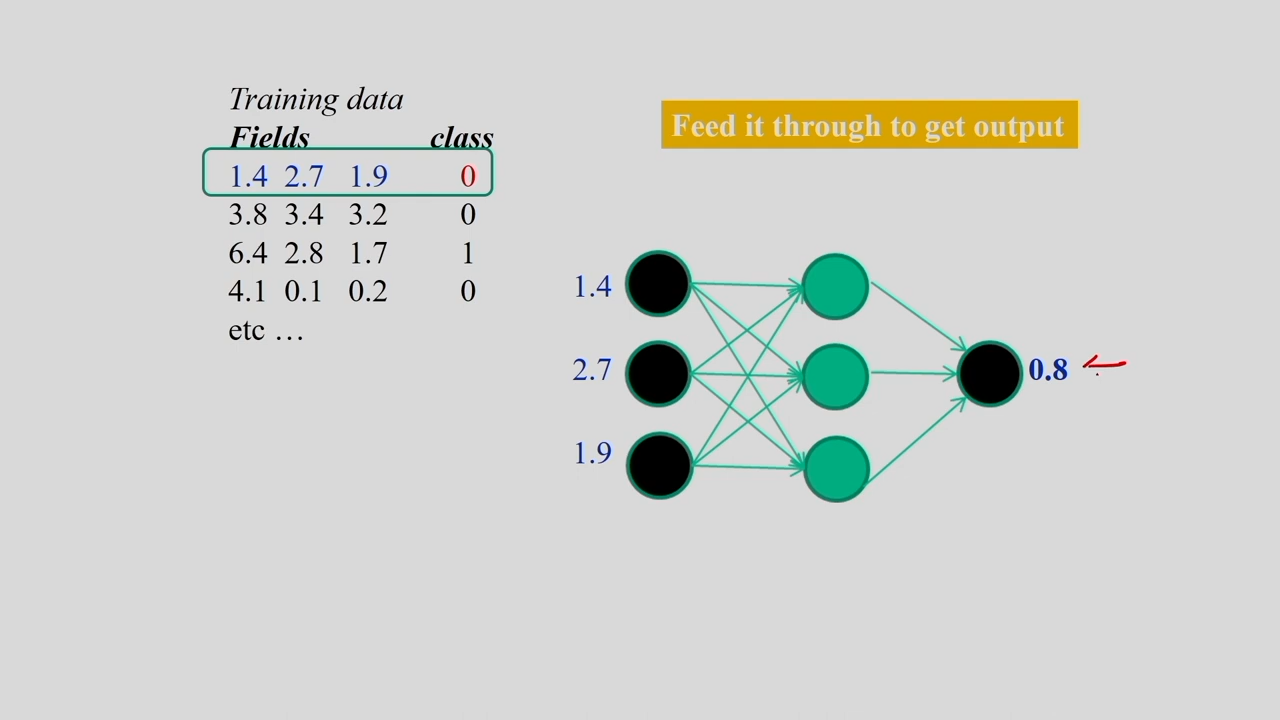 Training data
Fields class
1.4 2.7 1.9 0
3.8 3.4 3.2 0
6.4 2.8 1.7 1
4.1 0.1 0.2 0
etc …
Feed it through to get output
1.4
2.7
1.9
0.8